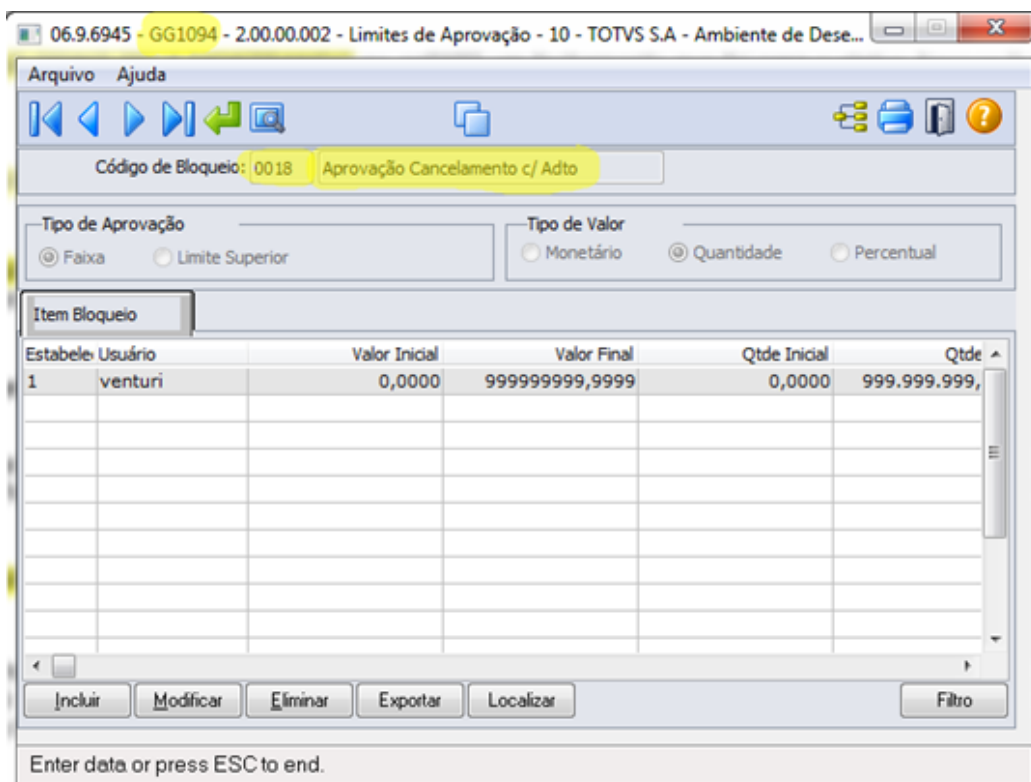 06.9.6945 - GG1094 - 2.00.00.002 - Limites de Aprovação - 10 - TOTVS S.A - Ambiente de Dese...
Arquivo Ajuda
Código de Bloqueio: 0018 Aprovação Cancelamento c/ Adto
Tipo de Aprovação Tipo de Valor
Faixa Limite Superior Monetário Quantidade Percentual
Item Bloqueio
Estabele Usuário Valor Inicial Valor Final Qtde Inicial Qtde
1 venturi 0,0000 999999999,9999 0,0000 999.999.999,
Incluir Modificar Eliminar Exportar Localizar Filtro
Enter data or press ESC to end.